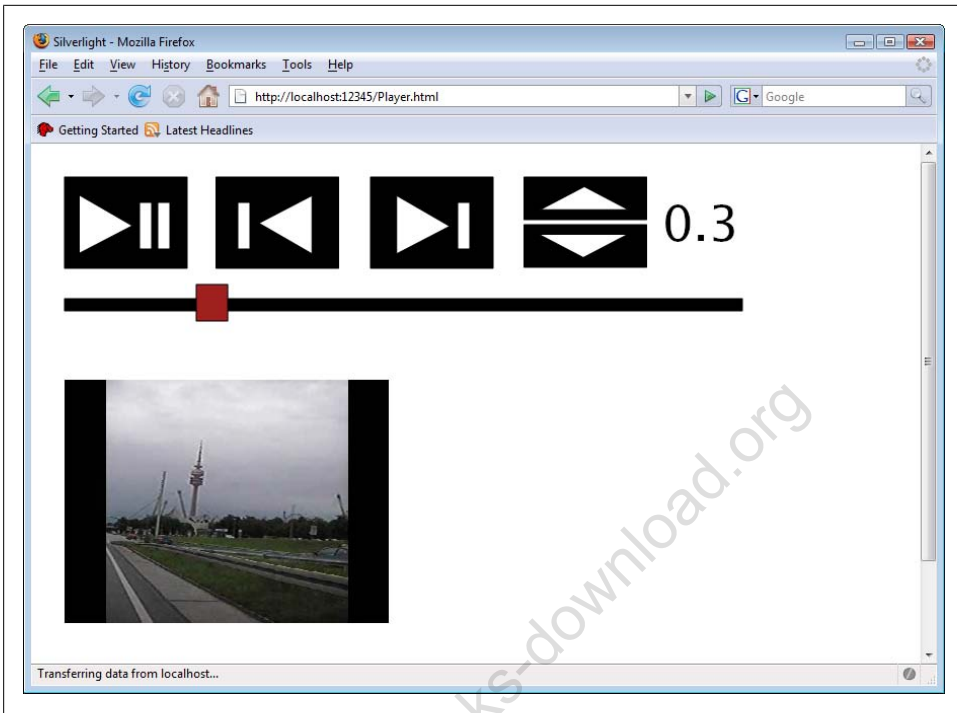 Silverlight - Mozilla Firefox
File Edit View History Bookmarks Tools Help
http://localhost:12345/Player.html
G Google
Getting Started Latest Headlines
0.3
ks-download.org
Transferring data from localhost...